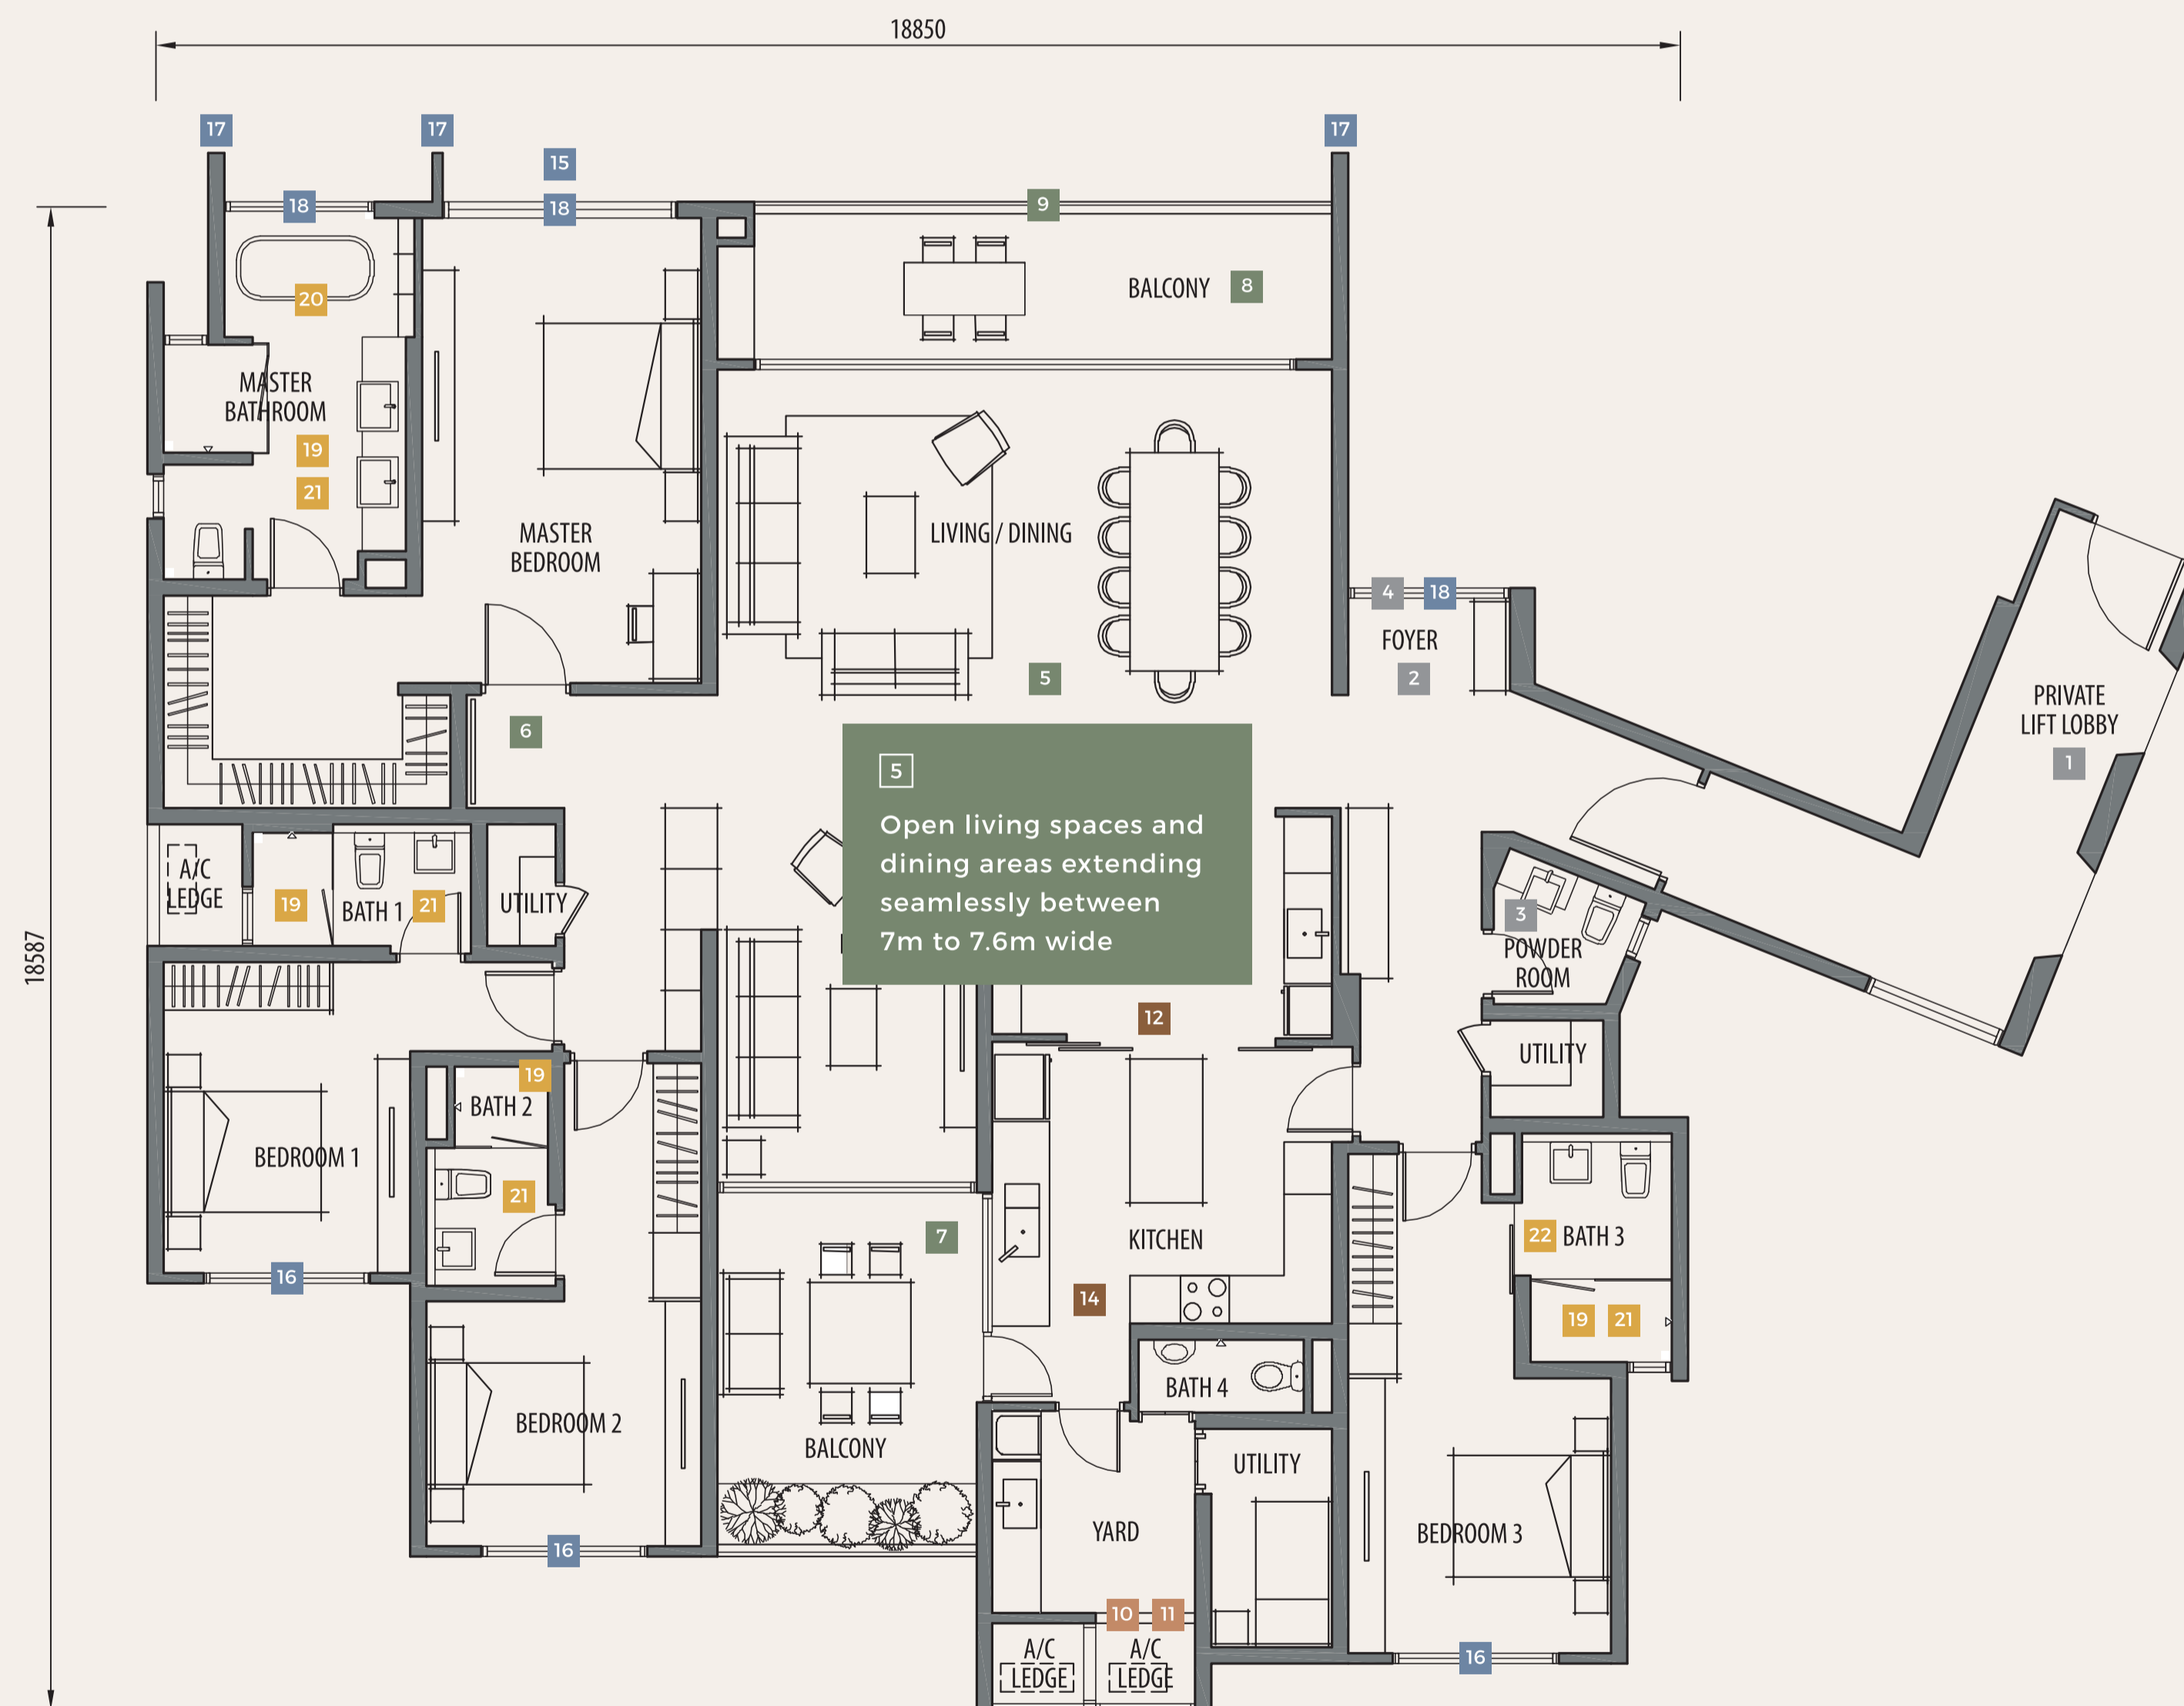 18850
17
17
17
15
18
18
9
BALCONY 8
20
MASTER
BATHROOM
19
21
MASTER
BEDROOM
LIVING / DINING
4 18
FOYER
2
5
PRIVATE
LIFT LOBBY
1
6
5
Open living spaces and
dining areas extending
seamlessly between
7m to 7.6m wide
A/C
LEDGE
19
BATH 1 21
UTILITY
3
POWDER
ROOM
18587
12
UTILITY
19
BATH 2
BEDROOM 1
21
7
KITCHEN
22 BATH 3
16
14
19 21
BATH 4
BEDROOM 2
BALCONY
UTILITY
YARD
BEDROOM 3
16
10 11
A/C
LEDGE
A/C
LEDGE
16